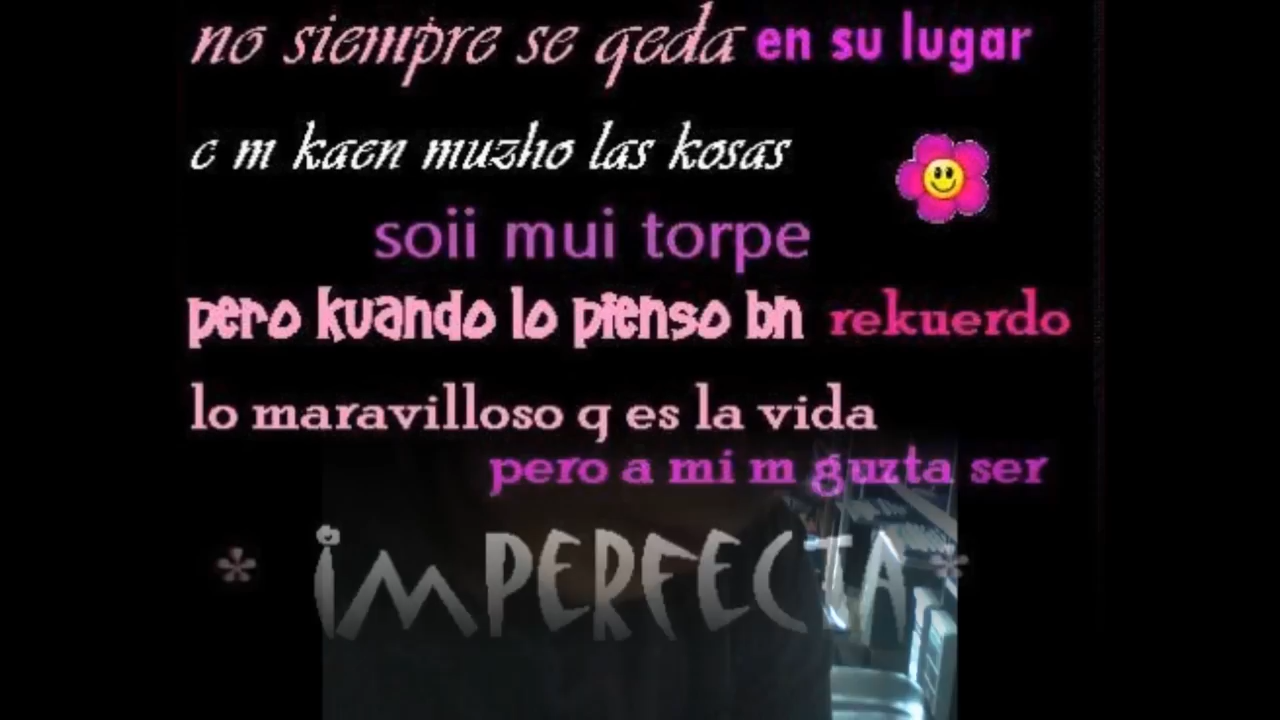 no siempre se qeda en su lugar
c m kaen muzho las kosas
soii mui torpe
pero kuando lo pienso bn rekuerdo
lo maravilloso q es la vida
pero a mi m guzta ser
* imPERFECTA *